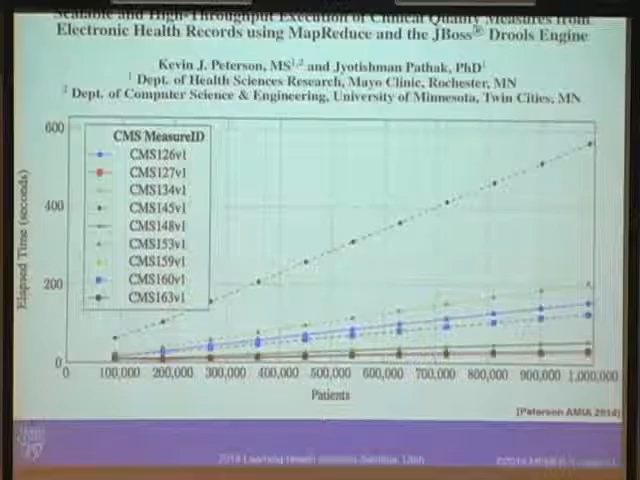 Scalable and High-Throughput Execution of Clinical Quality Measures from
Electronic Health Records using MapReduce and the JBoss® Drools Engine
Kevin J. Peterson, MS1,2 and Jyotishman Pathak, PhD1
1 Dept. of Health Sciences Research, Mayo Clinic, Rochester, MN
2 Dept. of Computer Science & Engineering, University of Minnesota, Twin Cities, MN
600
400
200
0
Elapsed Time (seconds)
CMS MeasureID
CMS126v1
CMS127v1
CMS134v1
CMS145v1
CMS148v1
CMS153v1
CMS159v1
CMS160v1
CMS163v1
0 100,000 200,000 300,000 400,000 500,000 600,000 700,000 800,000 900,000 1,000,000
Patients
[Peterson AMIA 2014]
Learning Health